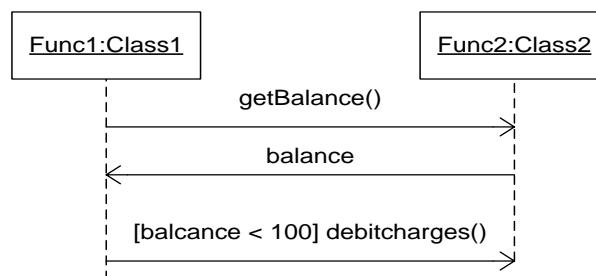 Func1:Class1
Func2:Class2
getBalance()
balance
[balcance < 100] debitcharges()